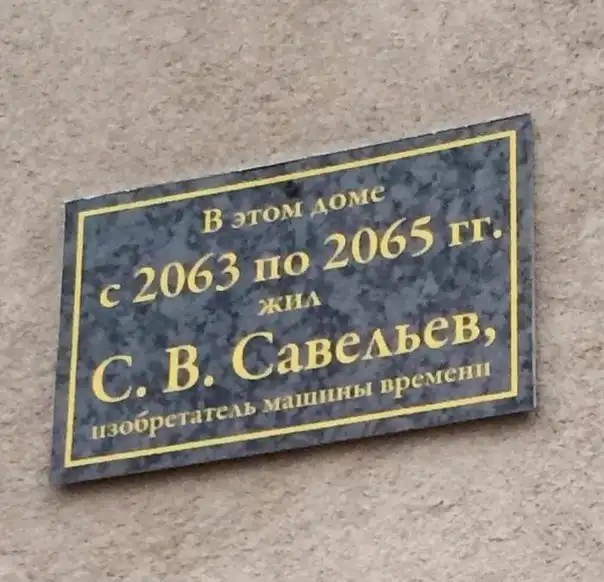 В этом доме
с 2063 по 2065 гг.
жил
С. В. Савельев,
изобретатель машины времени